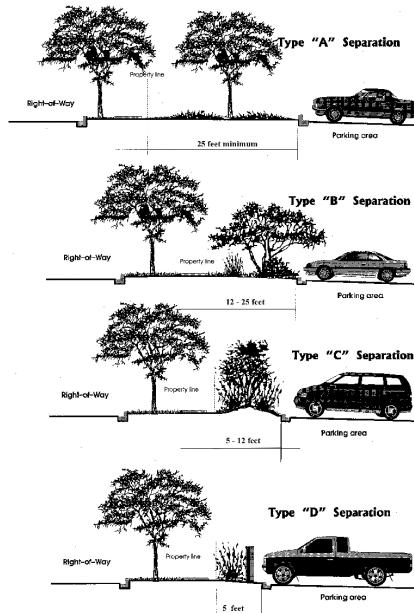 Type "A" Separation
Property line
Right-of-Way
Parking area
25 feet minimum
Type "B" Separation
Property line
Right-of-Way
Parking area
12 - 25 feet
Type "C" Separation
Property line
Right-of-Way
Parking area
5 - 12 feet
Type "D" Separation
Property line
Right-of-Way
Parking area
5 feet